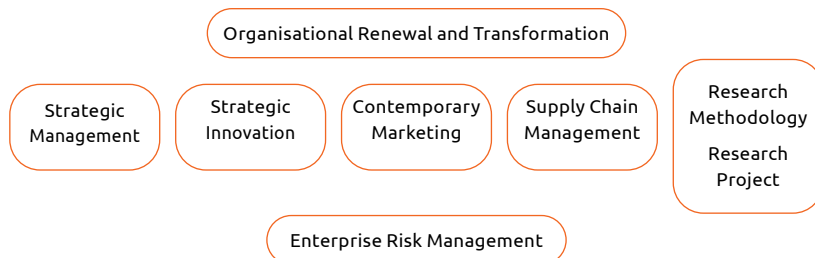 Organisational Renewal and Transformation
Strategic
Management
Strategic
Innovation
Contemporary
Marketing
Supply Chain
Management
Research
Methodology
Research
Project
Enterprise Risk Management